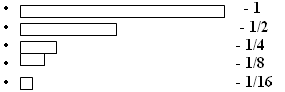 • - 1
• - 1/2
• - 1/4
• - 1/8
• - 1/16